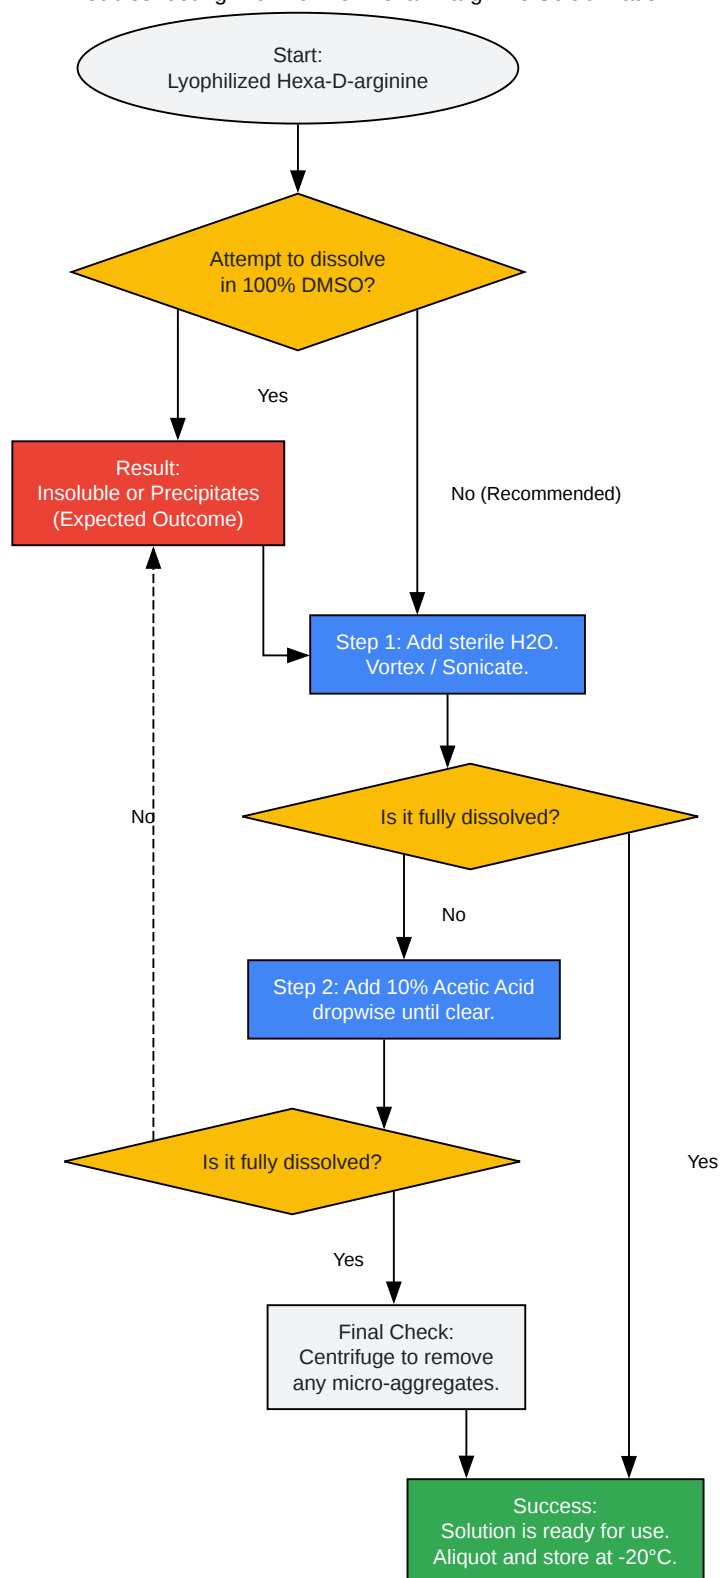 Start:
Lyophilized Hexa-D-arginine
Attempt to dissolve
in 100% DMSO?
Yes
Result:
Insoluble or Precipitates
(Expected Outcome)
No (Recommended)
Step 1: Add sterile H2O.
Vortex / Sonicate.
Is it fully dissolved?
No
No
Step 2: Add 10% Acetic Acid
dropwise until clear.
Is it fully dissolved?
Yes
Yes
Final Check:
Centrifuge to remove
any micro-aggregates.
Success:
Solution is ready for use.
Aliquot and store at -20°C.